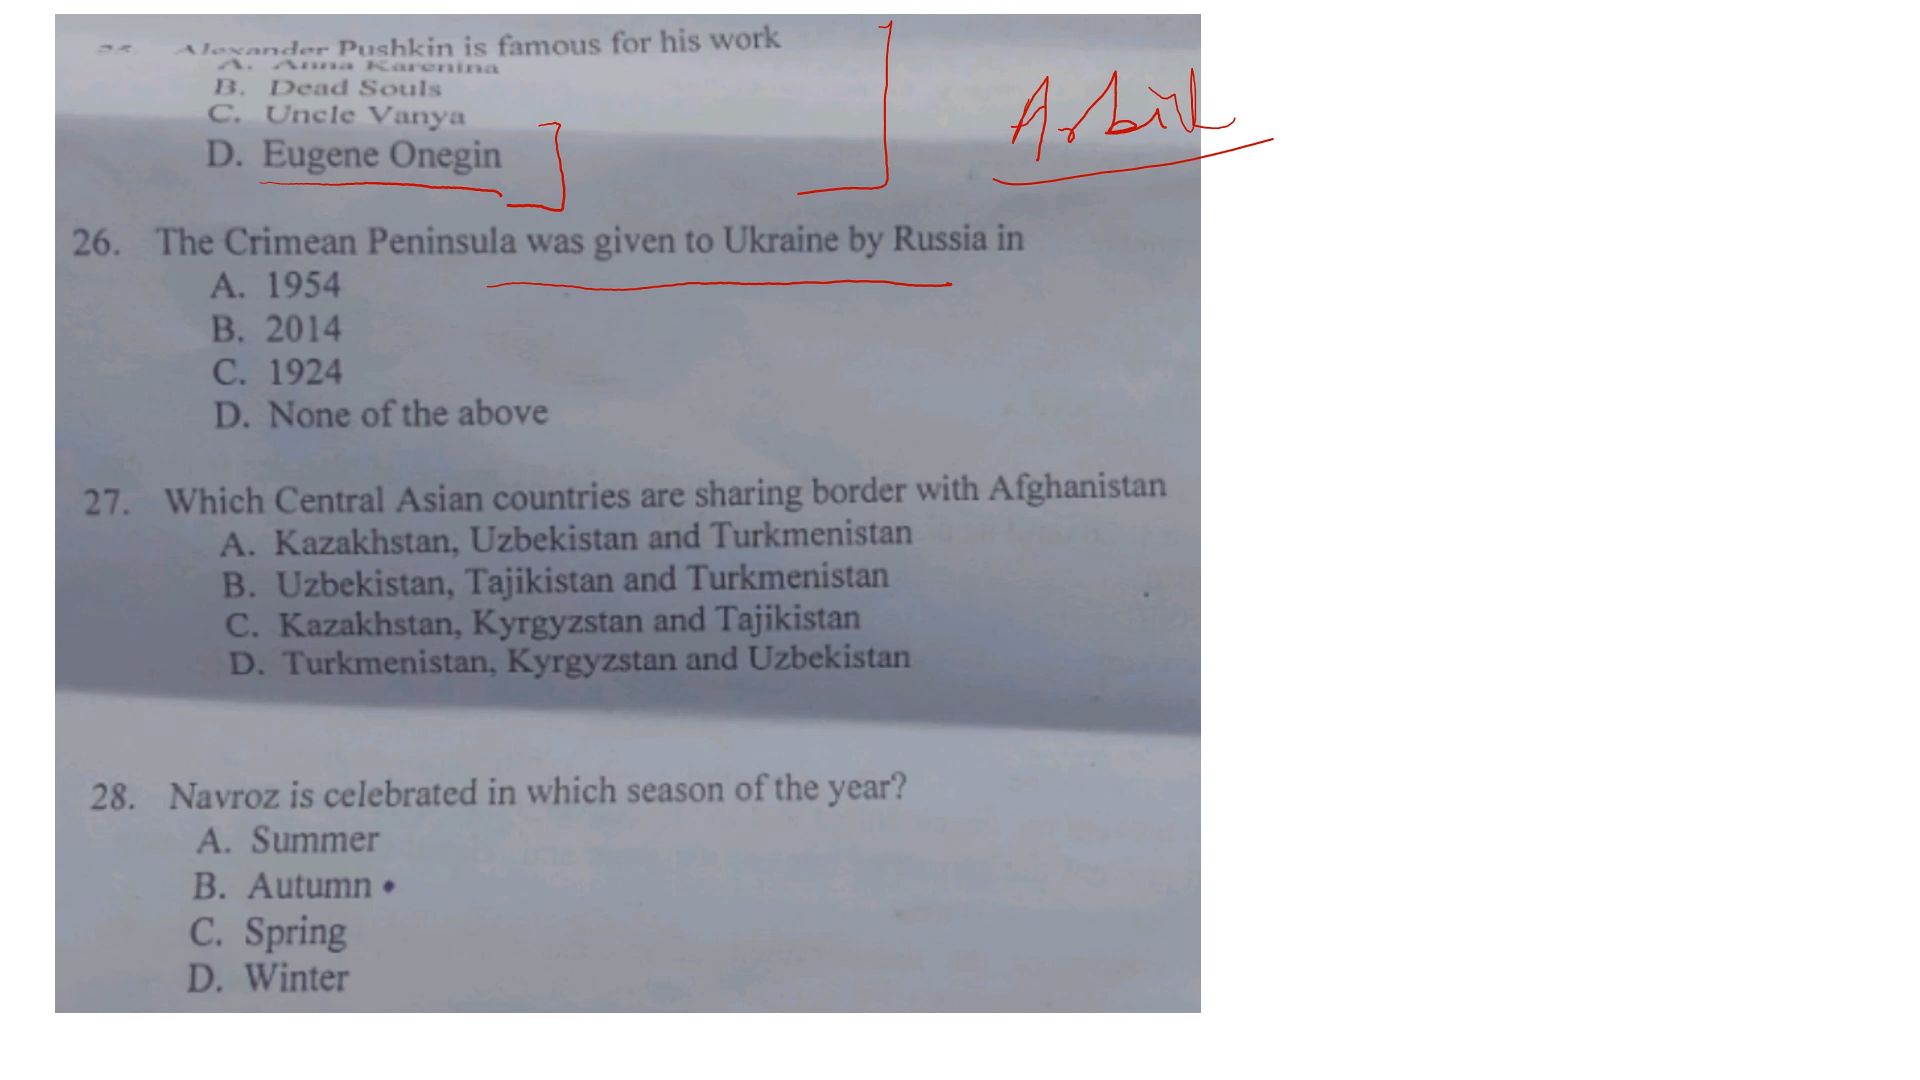 25. Alexander Pushkin is famous for his work
A. Anna Karenina
B. Dead Souls
C. Uncle Vanya
D. Eugene Onegin
26. The Crimean Peninsula was given to Ukraine by Russia in
A. 1954
B. 2014
C. 1924
D. None of the above
27. Which Central Asian countries are sharing border with Afghanistan
A. Kazakhstan, Uzbekistan and Turkmenistan
B. Uzbekistan, Tajikistan and Turkmenistan
C. Kazakhstan, Kyrgyzstan and Tajikistan
D. Turkmenistan, Kyrgyzstan and Uzbekistan
28. Navroz is celebrated in which season of the year?
A. Summer
B. Autumn
C. Spring
D. Winter